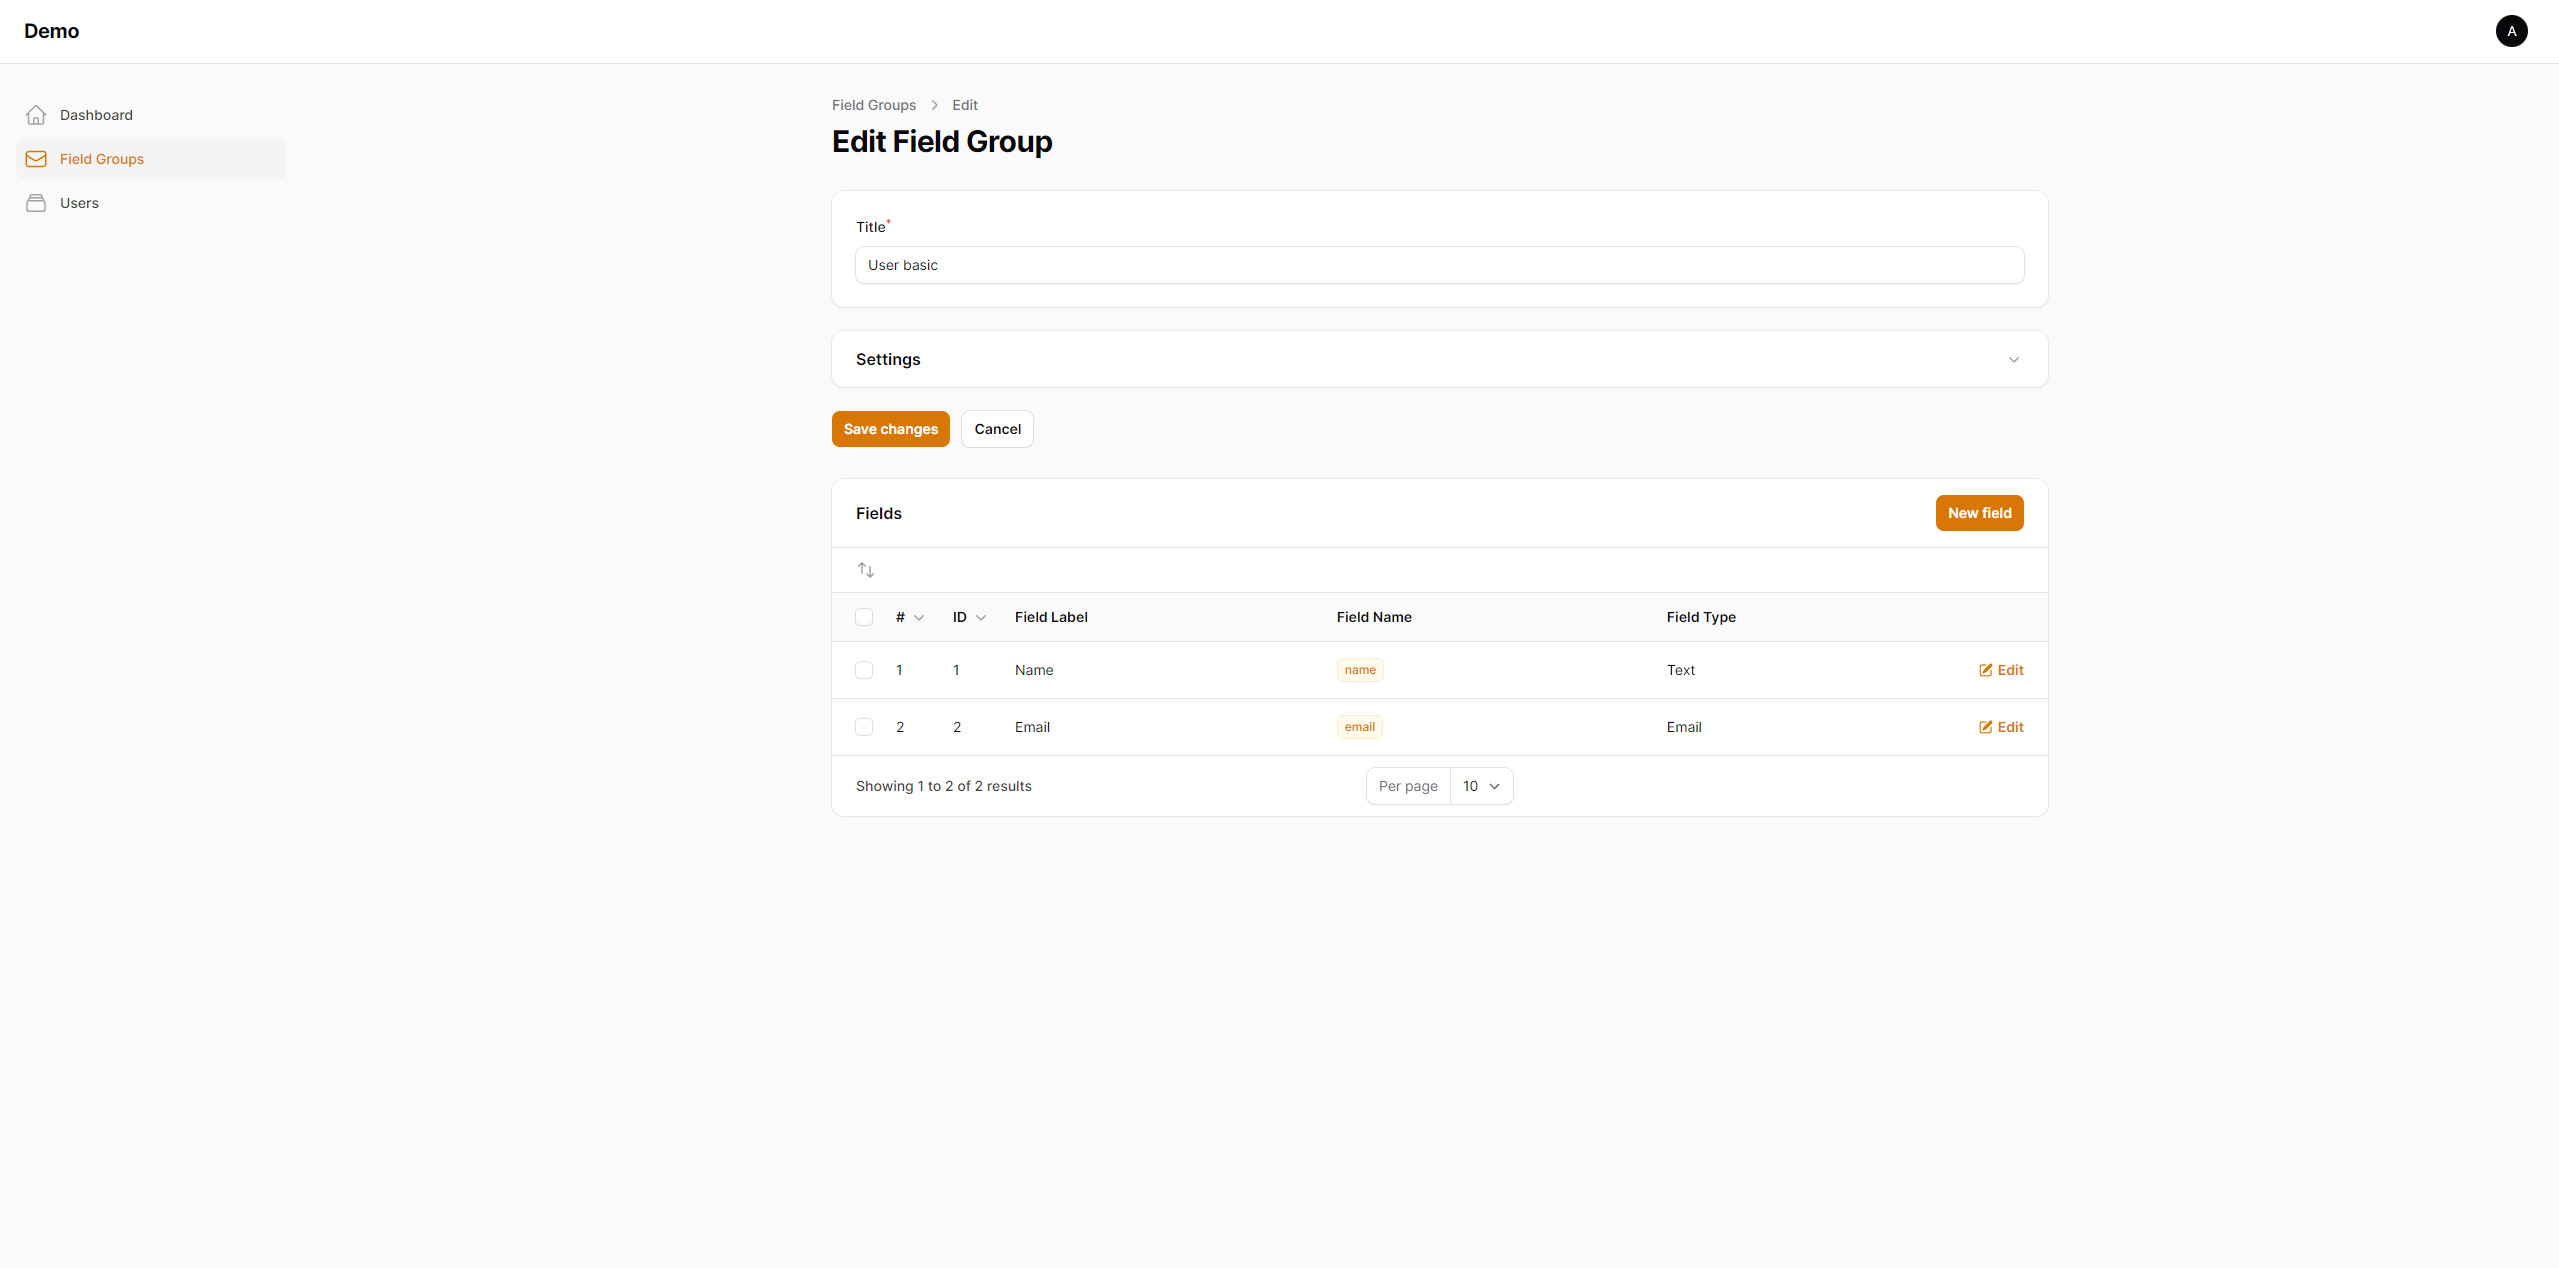 Demo
A
Dashboard
Field Groups
Users
Field Groups > Edit
Edit Field Group
Title*
User basic
Settings
Save changes Cancel
Fields New field
# ID Field Label Field Name Field Type
1 1 Name name Text Edit
2 2 Email email Email Edit
Showing 1 to 2 of 2 results Per page 10